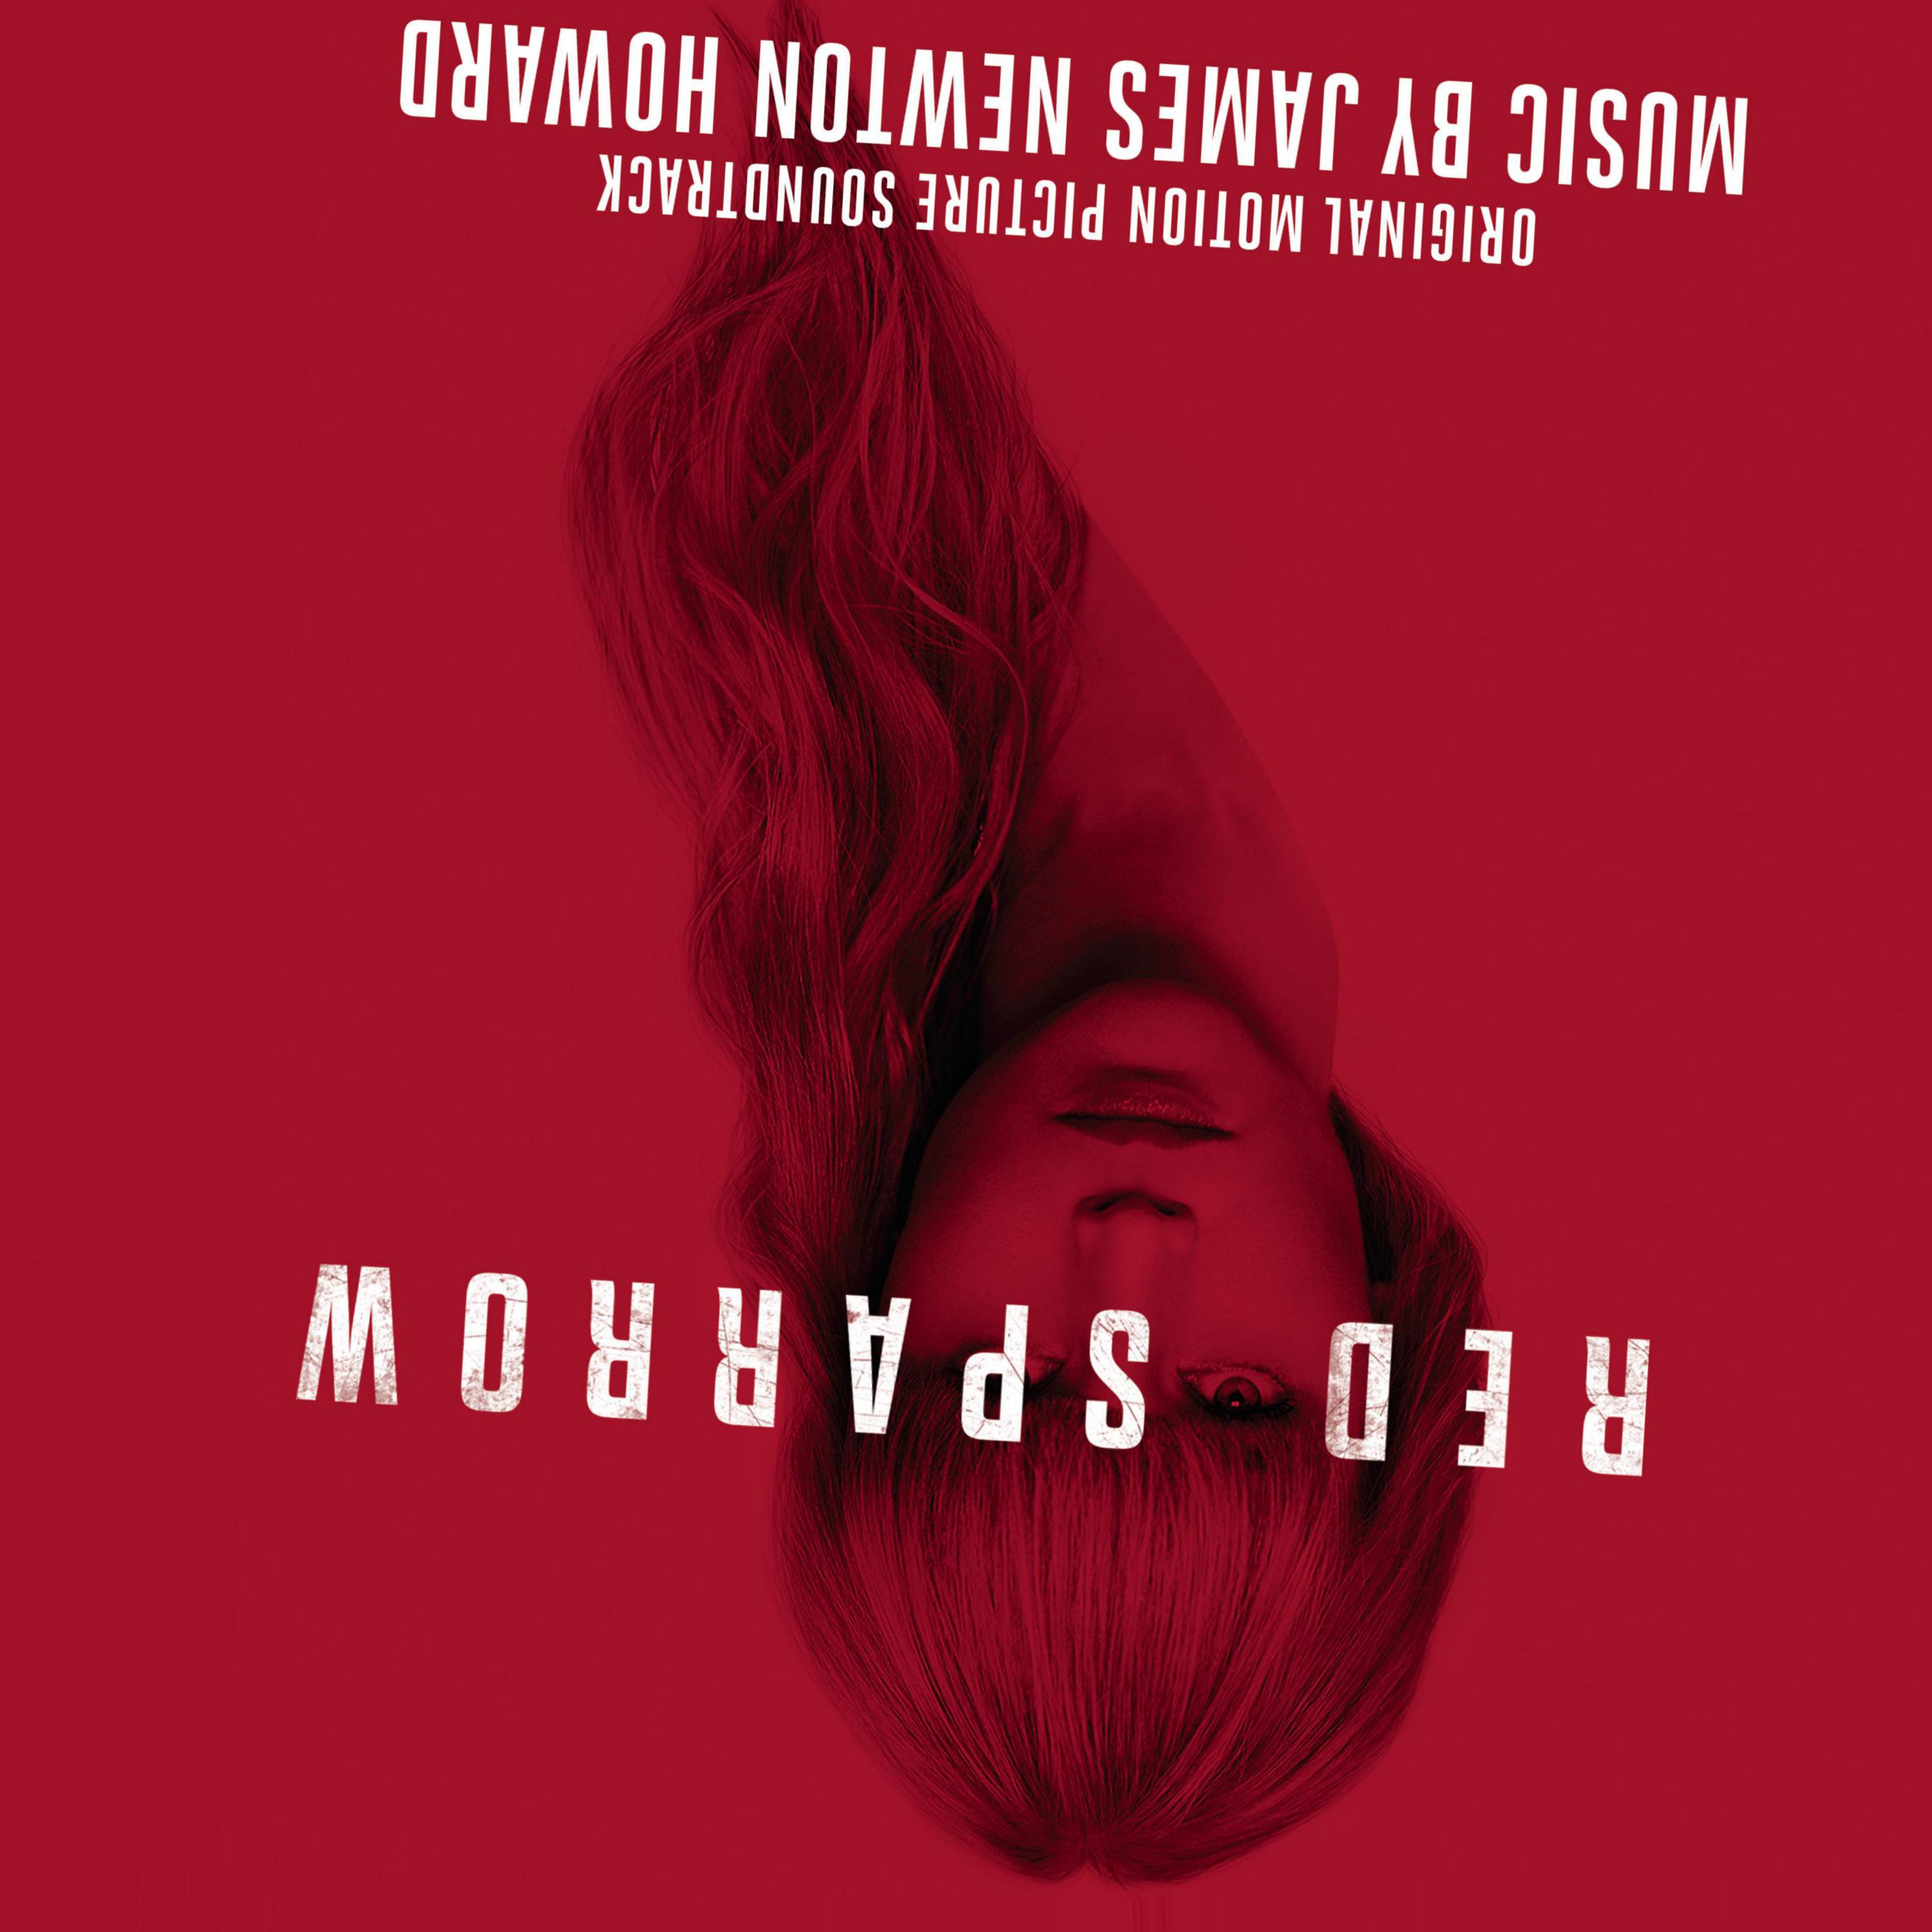 RED SPARROW
ORIGINAL MOTION PICTURE SOUNDTRACK
MUSIC BY JAMES NEWTON HOWARD